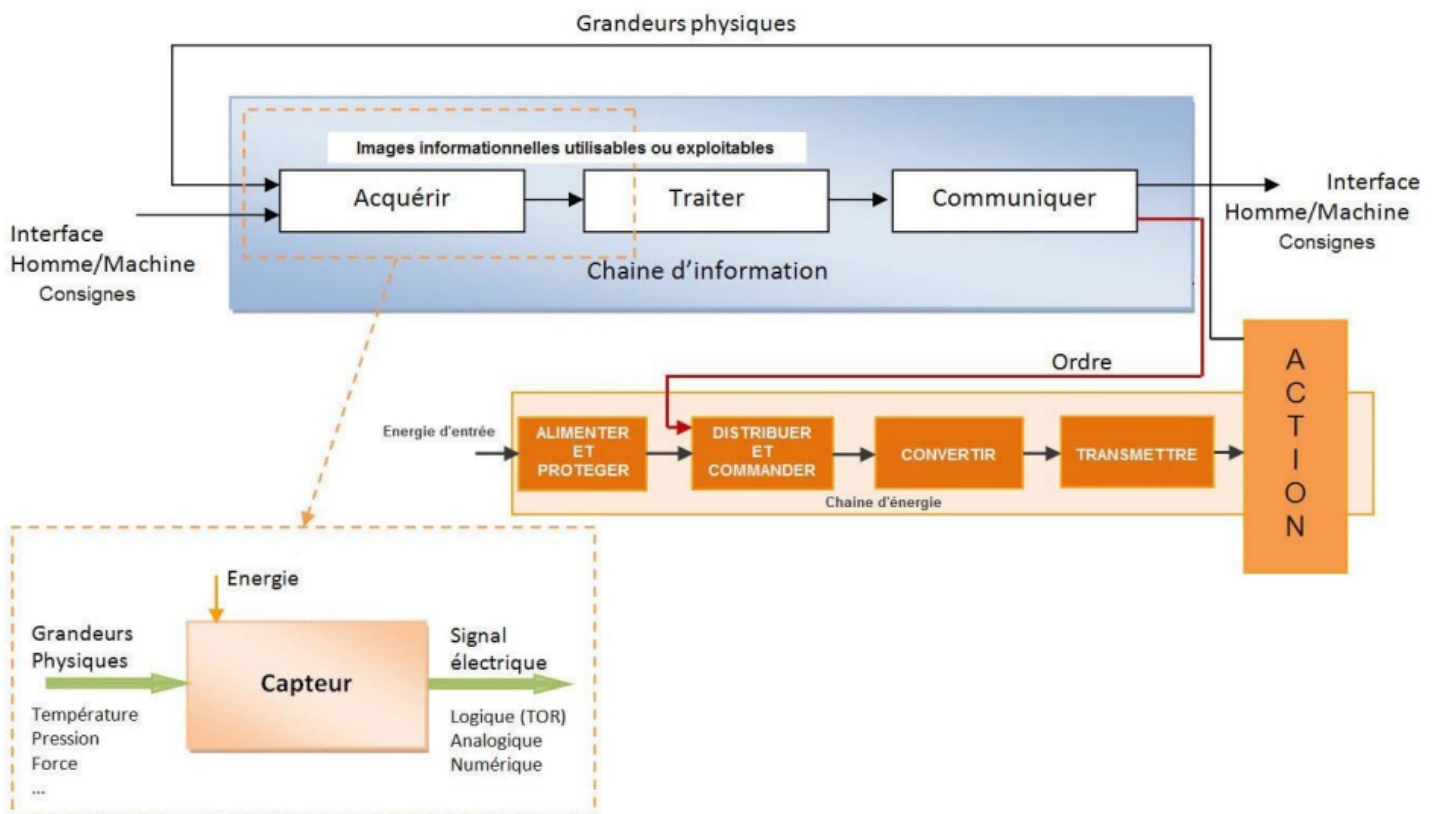 Grandeurs physiques
Images informationnelles utilisables ou exploitables
Acquérir
Traiter
Communiquer
Interface
Homme/Machine
Consignes
Interface
Homme/Machine
Consignes
Chaine d’information
Ordre
A
C
T
I
O
N
Energie d'entrée
ALIMENTER
ET
PROTEGER
DISTRIBUER
ET
COMMANDER
CONVERTIR
TRANSMETTRE
Chaine d'énergie
Energie
Grandeurs
Physiques
Température
Pression
Force
...
Capteur
Signal
électrique
Logique (TOR)
Analogique
Numérique